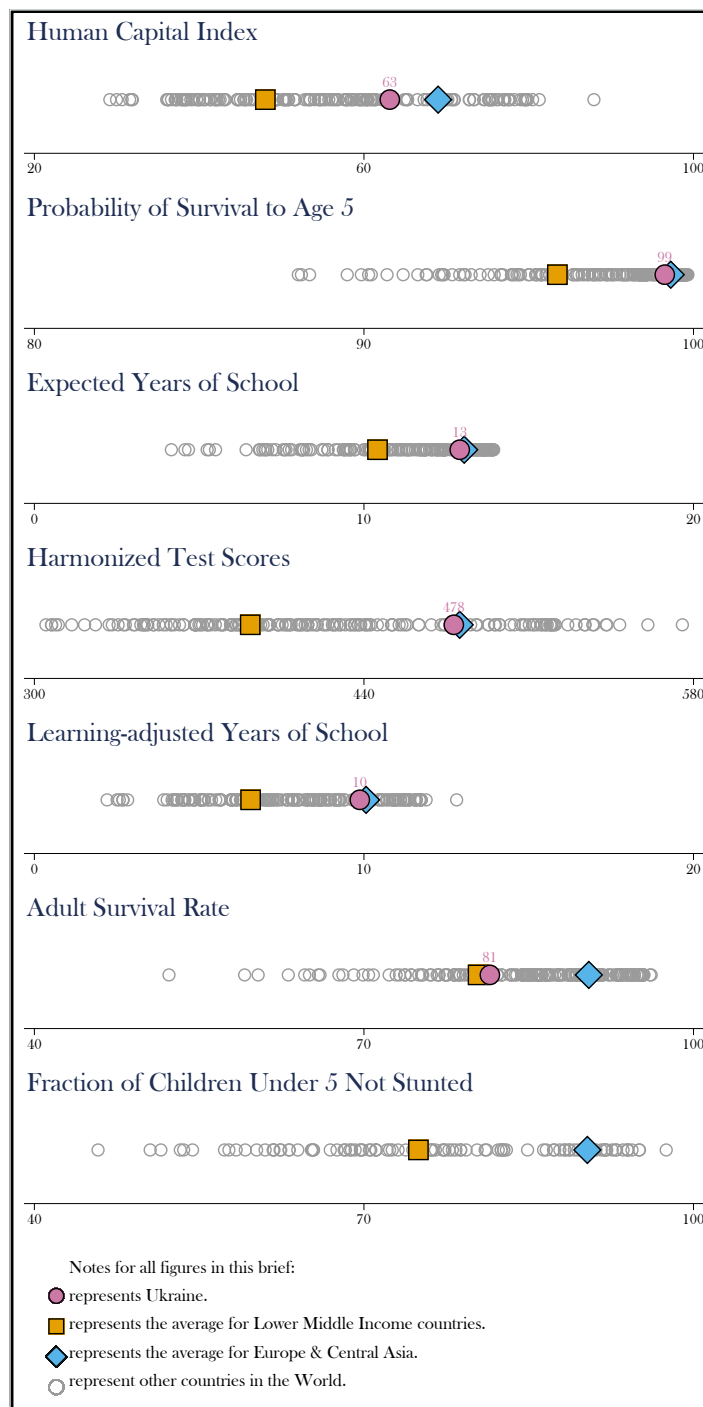 Human Capital Index
63
20 60 100
Probability of Survival to Age 5
99
80 90 100
Expected Years of School
13
0 10 20
Harmonized Test Scores
478
300 440 580
Learning-adjusted Years of School
10
0 10 20
Adult Survival Rate
81
40 70 100
Fraction of Children Under 5 Not Stunted
40 70 100
Notes for all figures in this brief:
represents Ukraine.
represents the average for Lower Middle Income countries.
represents the average for Europe & Central Asia.
represent other countries in the World.